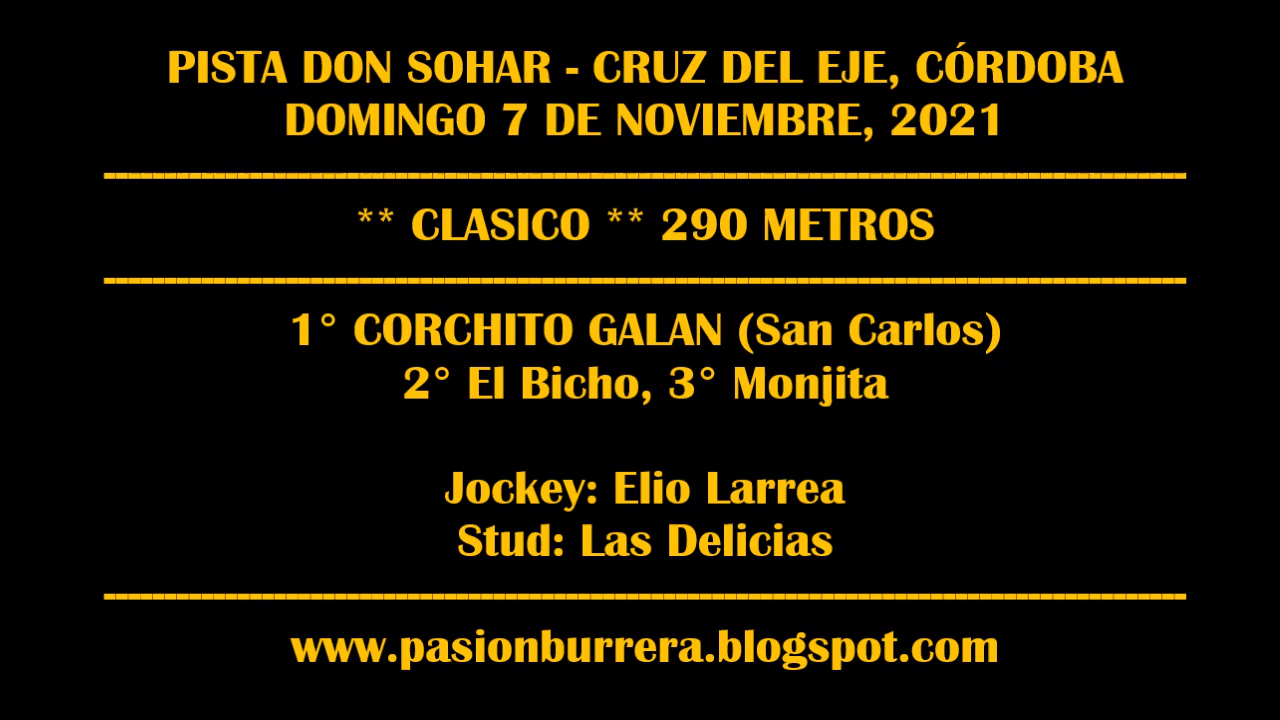 PISTA DON SOHAR - CRUZ DEL EJE, CÓRDOBA
DOMINGO 7 DE NOVIEMBRE, 2021
** CLASICO ** 290 METROS
1° CORCHITO GALAN (San Carlos)
2° El Bicho, 3° Monjita
Jockey: Elio Larrea
Stud: Las Delicias
www.pasionburrera.blogspot.com